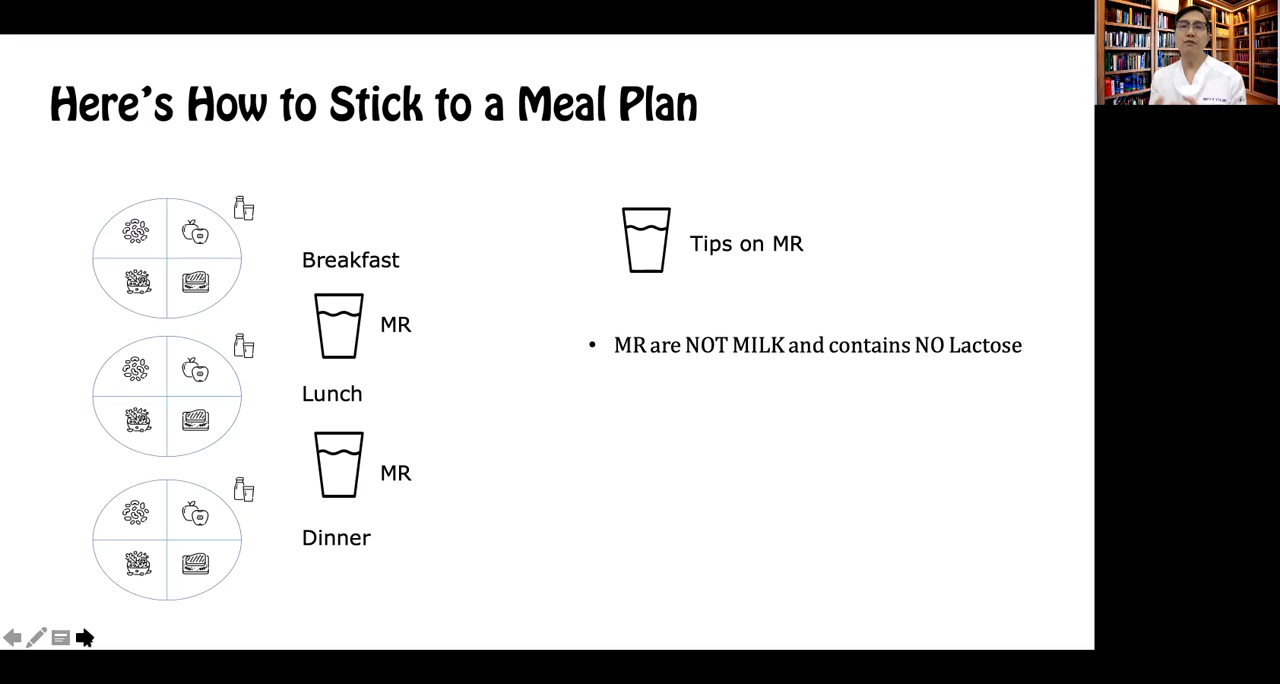 Here's How to Stick to a Meal Plan
Breakfast
MR
Lunch
MR
Dinner
Tips on MR
• MR are NOT MILK and contains NO Lactose